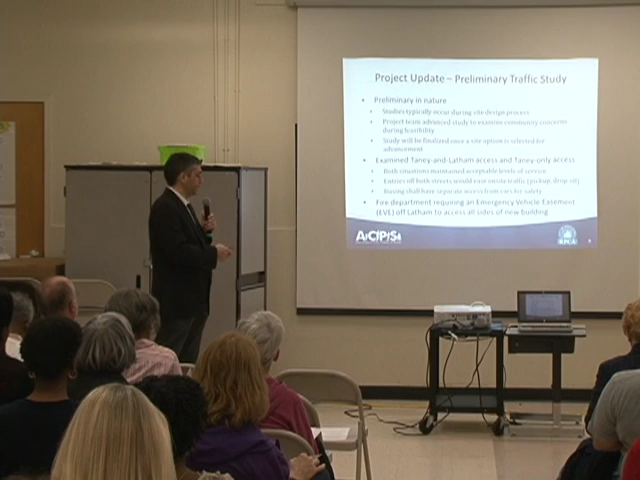 Project Update – Preliminary Traffic Study
• Preliminary in nature
• Studies typically occur during site design process
• Project team advanced study to examine community concerns
during feasibility
• Study will be finalized once a site option is selected for
advancement
• Examined Taney-and-Latham access and Taney-only access
• Both situations maintained acceptable levels of service
• Entries off both streets would ease onsite traffic (pickup, drop-off)
• Busing shall have separate access from cars for safety
• Fire department requiring an Emergency Vehicle Easement
(EVE) off Latham to access all sides of new building
ACPS